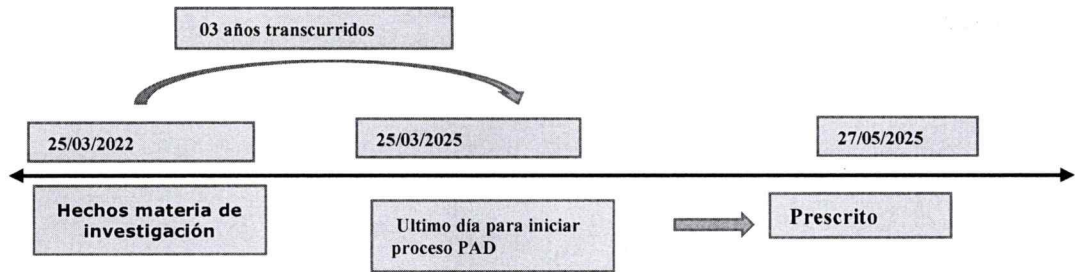 03 años transcurridos
25/03/2022
25/03/2025
27/05/2025
Hechos materia de
investigación
Ultimo día para iniciar
proceso PAD
Prescrito